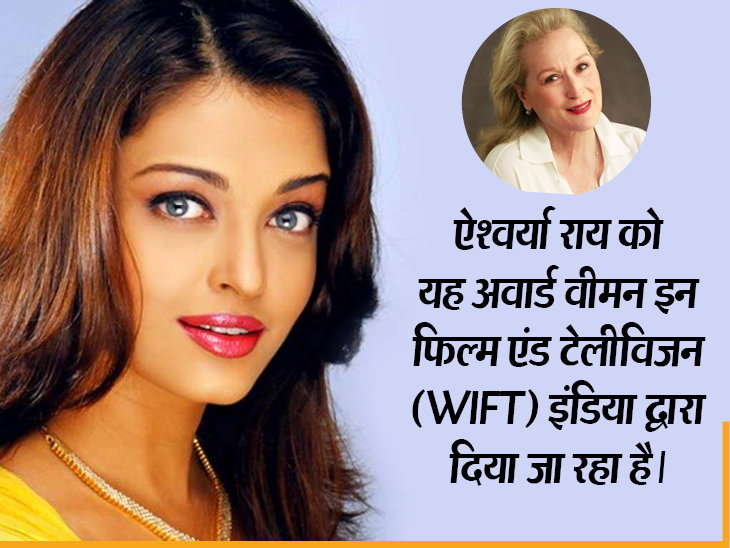 ऐश्वर्या राय को
यह अवार्ड वीमन इन
फिल्म एंड टेलीविजन
(WIFT) इंडिया द्वारा
दिया जा रहा है।